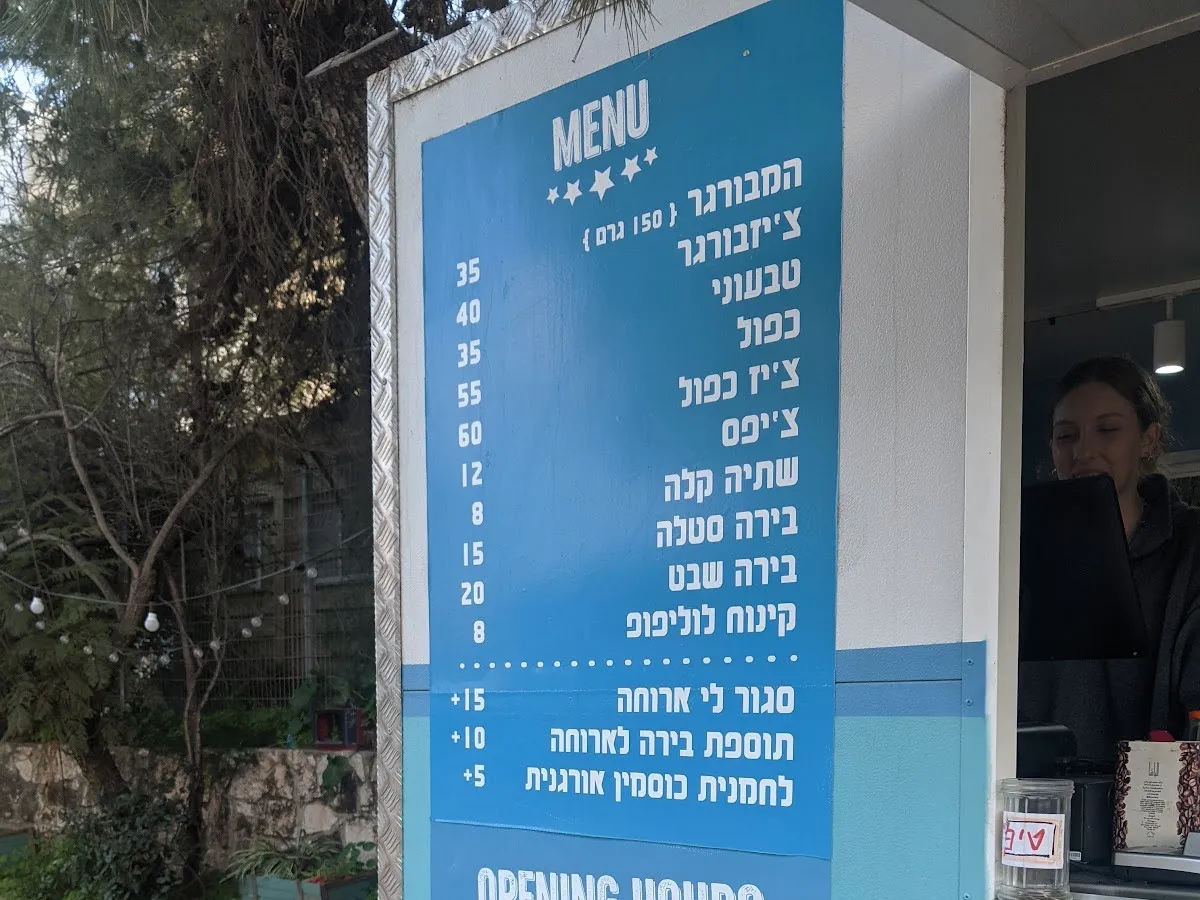 MENU
המבורגר { 150 גרם } 35
צ'יזבורגר 40
טבעוני 35
כפול 55
צ'יז כפול 60
צ'יפס 12
שתיה קלה 8
בירה סטלה 15
בירה שבט 20
קינוח לוליפופ 8
סגור לי ארוחה +15
תוספת בירה לארוחה +10
לחמנית כוסמין אורגנית +5
OPENING HOURS
טיפ